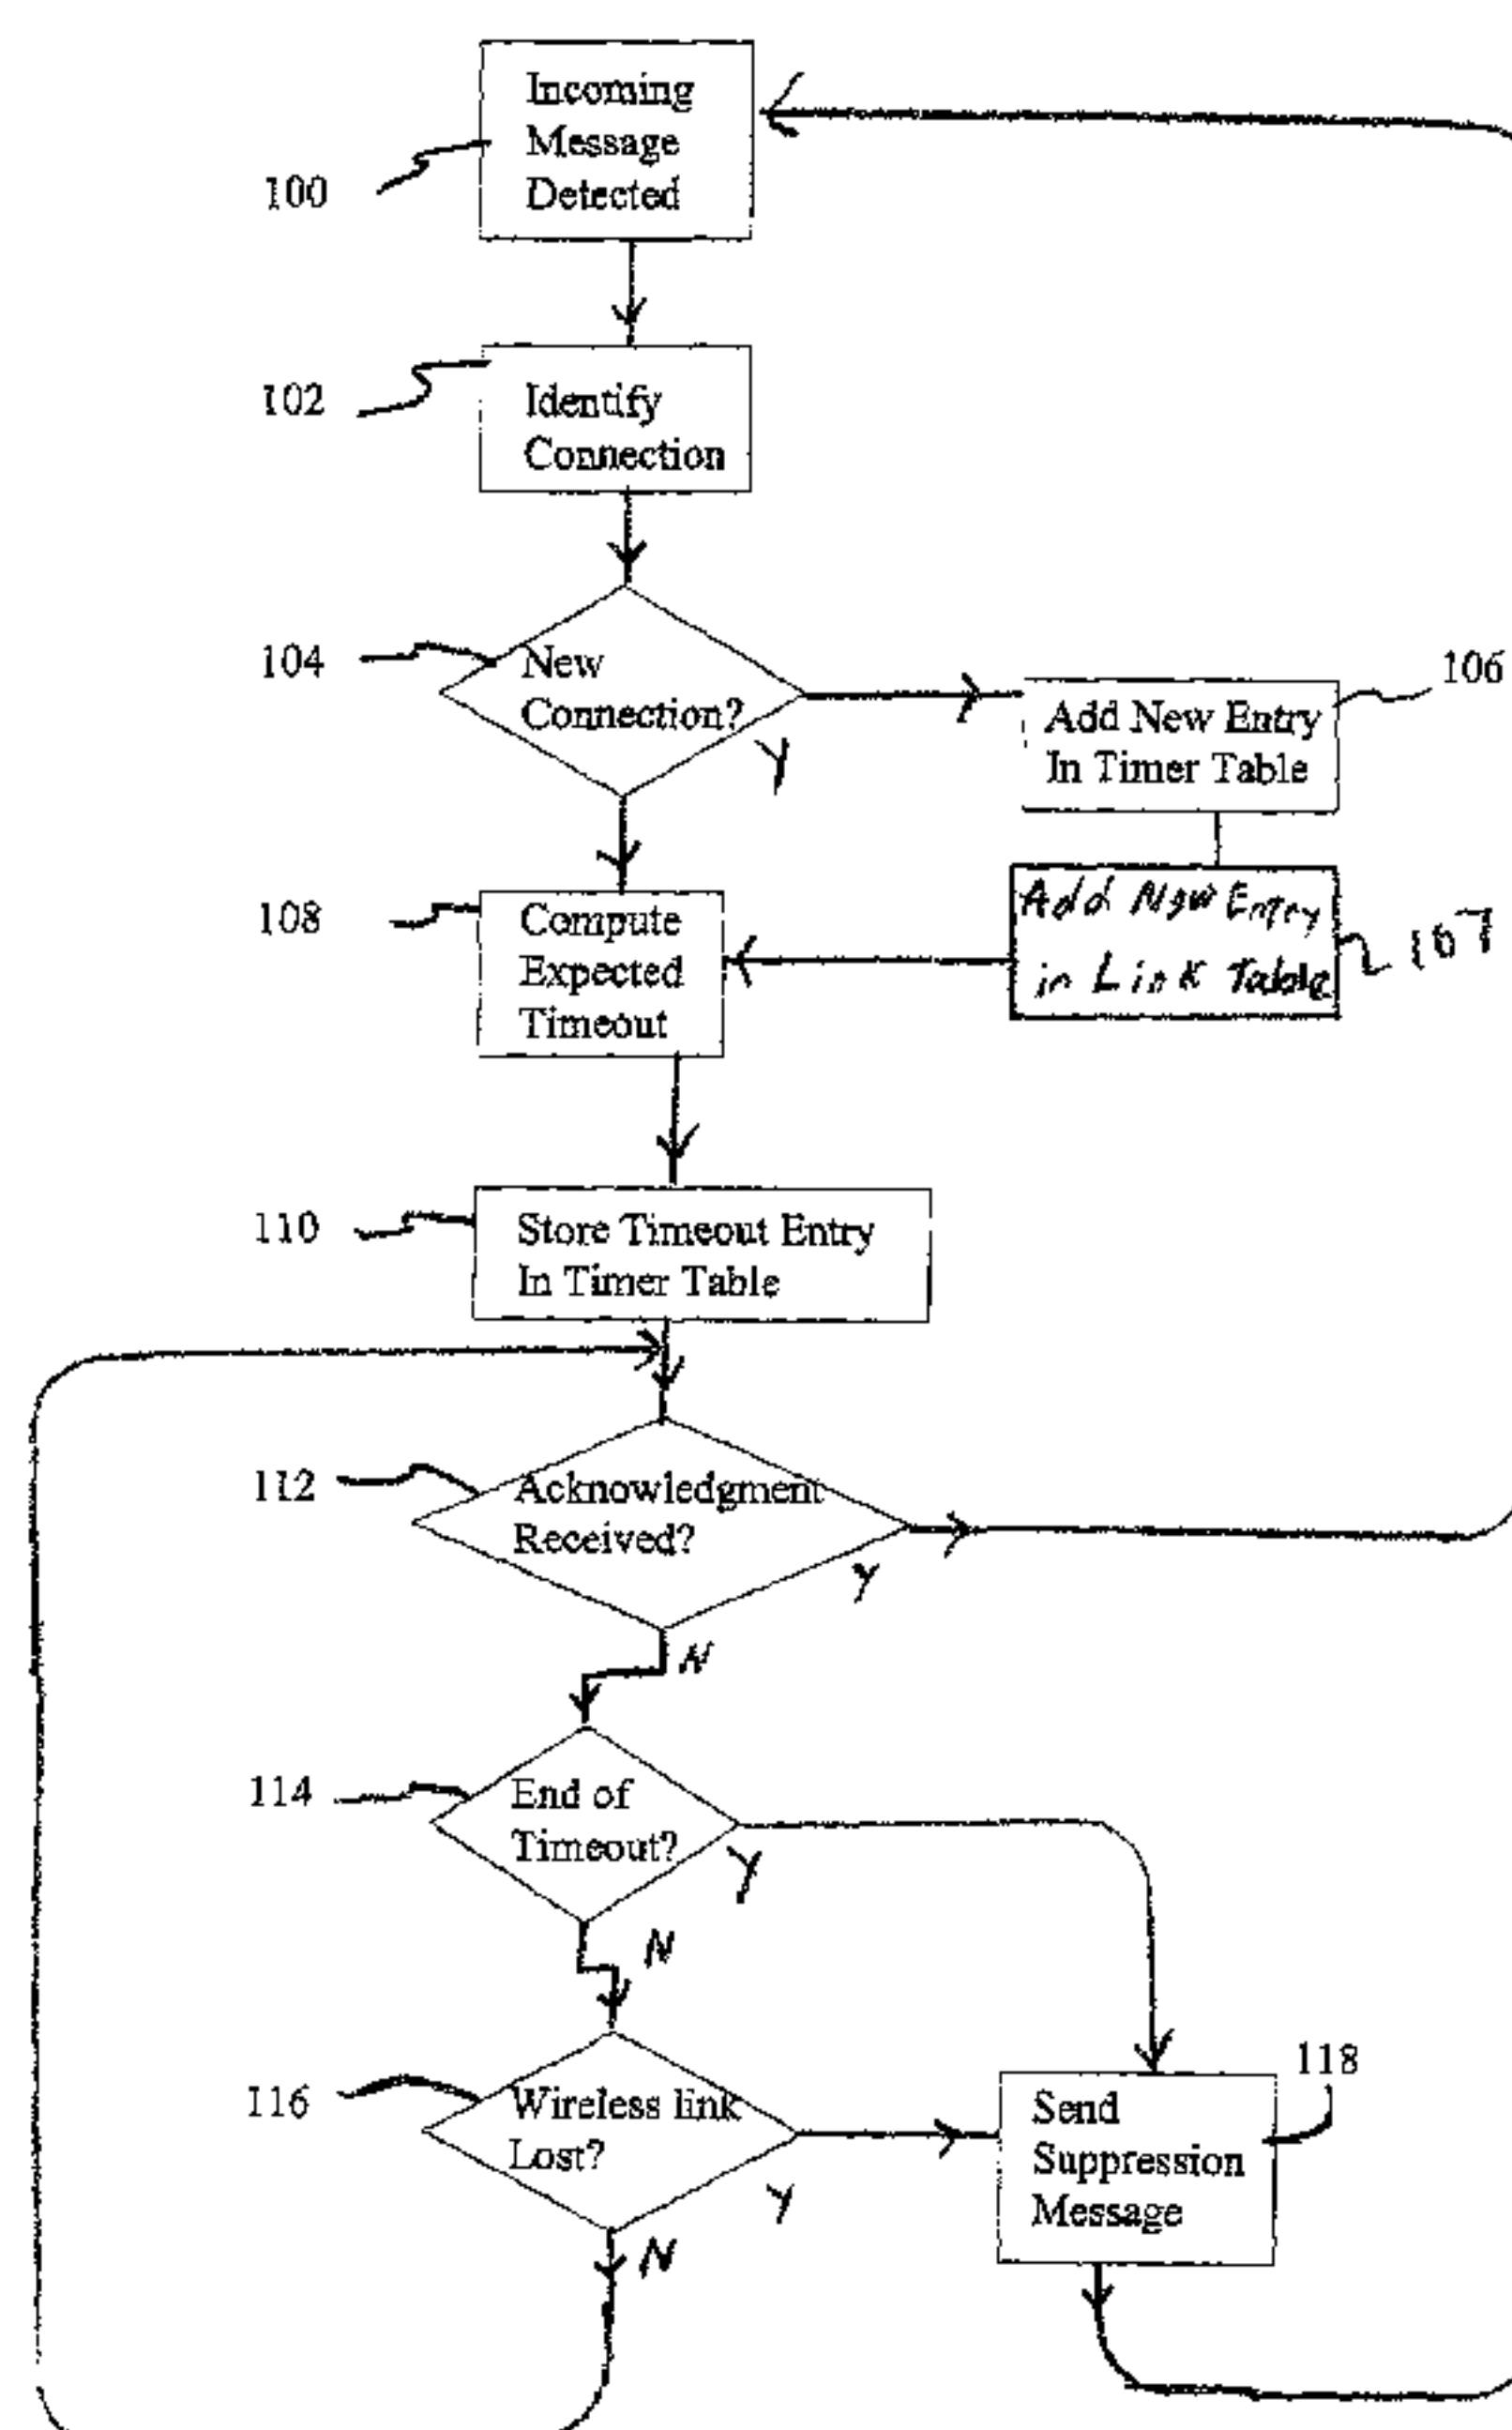 Incoming
Message
Detected
100
102
Identify
Connection
104
New
Connection?
Y
106
Add New Entry
In Timer Table
108
Compute
Expected
Timeout
Add New Entry
in Link Table
107
110
Store Timeout Entry
In Timer Table
112
Acknowledgment
Received?
Y
N
114
End of
Timeout?
Y
N
116
Wireless link
Lost?
Y
N
118
Send
Suppression
Message